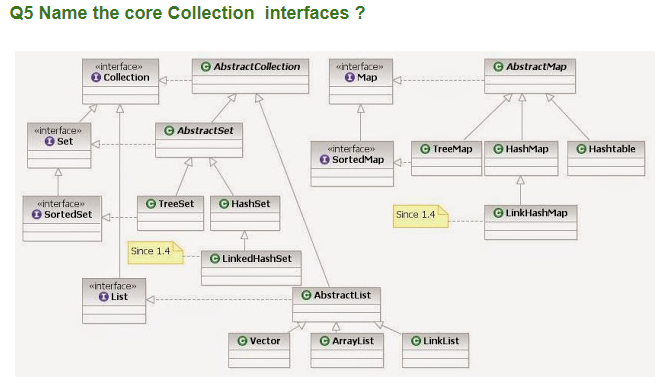 Q5 Name the core Collection  interfaces ?
«interface»
I Collection
C AbstractCollection
«interface»
I Map
C AbstractMap
«interface»
I Set
C AbstractSet
«interface»
I SortedMap
C TreeMap
C HashMap
C Hashtable
«interface»
I SortedSet
C TreeSet
C HashSet
Since 1.4
C LinkHashMap
Since 1.4
C LinkedHashSet
«interface»
I List
C AbstractList
C Vector
C ArrayList
C LinkList